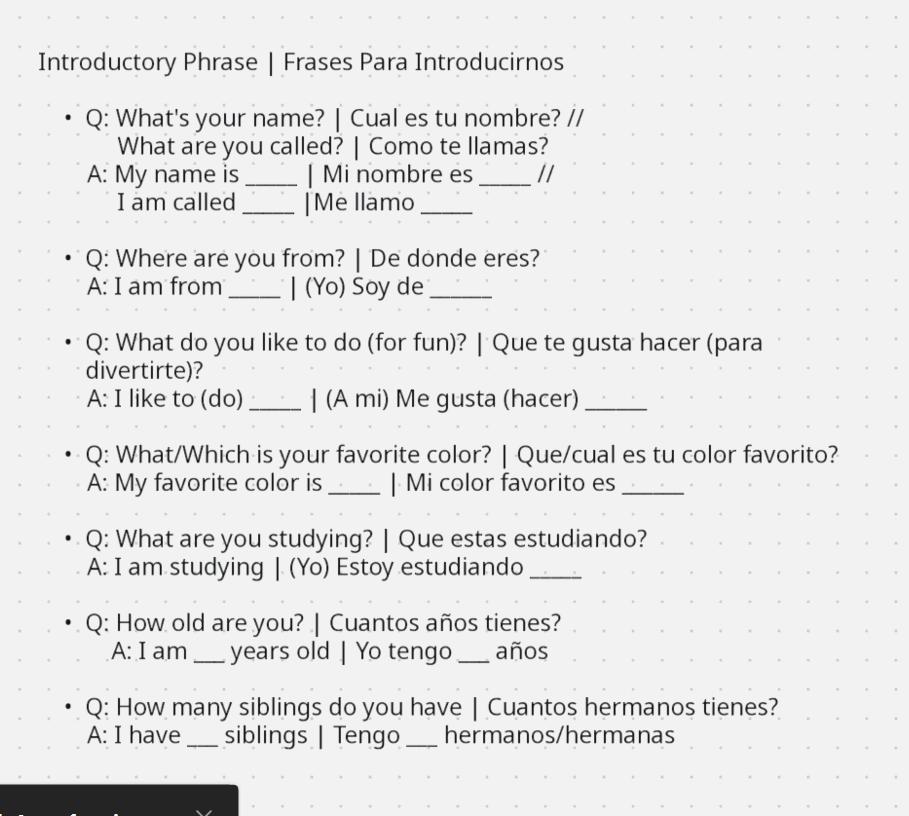 Introductory Phrase | Frases Para Introducirnos
• Q: What's your name? | Cual es tu nombre? //
What are you called? | Como te llamas?
A: My name is _____ | Mi nombre es _____ //
I am called _____ |Me llamo _____
• Q: Where are you from? | De donde eres?
A: I am from _____ | (Yo) Soy de ______
• Q: What do you like to do (for fun)? | Que te gusta hacer (para
divertirte)?
A: I like to (do) _____ | (A mi) Me gusta (hacer) ______
• Q: What/Which is your favorite color? | Que/cual es tu color favorito?
A: My favorite color is _____ | Mi color favorito es ______
• Q: What are you studying? | Que estas estudiando?
A: I am studying | (Yo) Estoy estudiando _____
• Q: How old are you? | Cuantos años tienes?
A: I am ___ years old | Yo tengo ___ años
• Q: How many siblings do you have | Cuantos hermanos tienes?
A: I have ___ siblings | Tengo ___ hermanos/hermanas